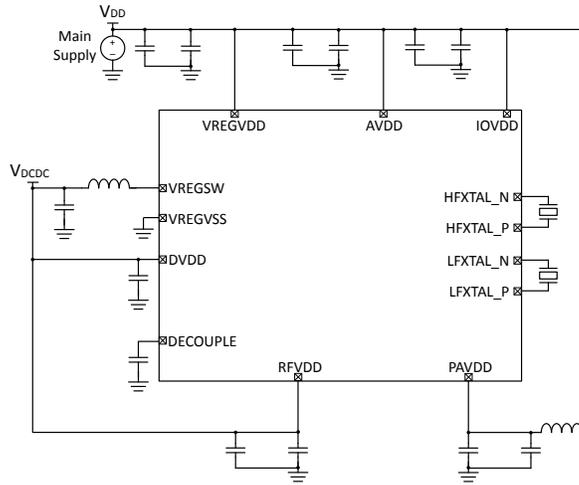 VDD
Main
Supply
+
−
VREGVDD
AVDD
IOVDD
VDCDC
VREGSW
HFXTAL_N
VREGVSS
HFXTAL_P
DVDD
LFXTAL_N
LFXTAL_P
DECOUPLE
RFVDD
PAVDD